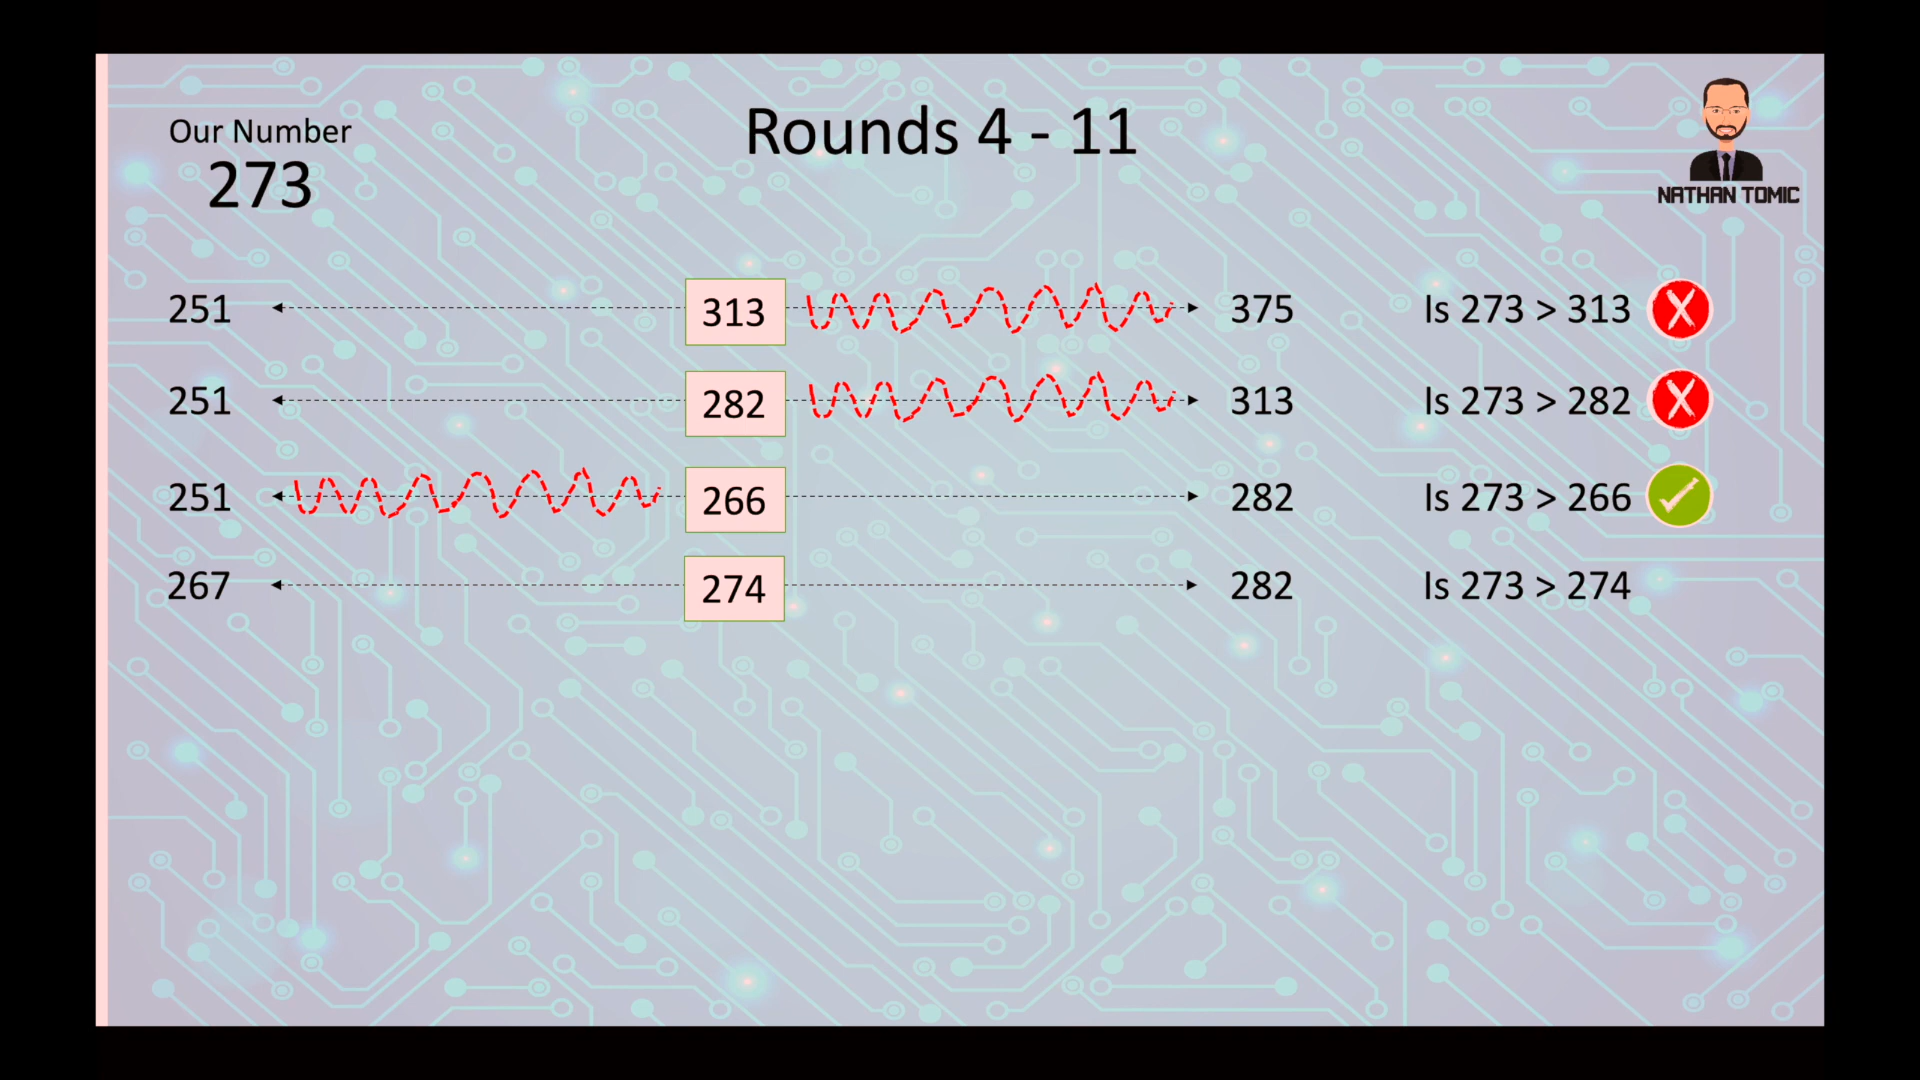 Our Number
273
Rounds 4 - 11
NATHAN TOMIC
251 313 375 Is 273 > 313 X
251 282 313 Is 273 > 282 X
251 266 282 Is 273 > 266
267 274 282 Is 273 > 274